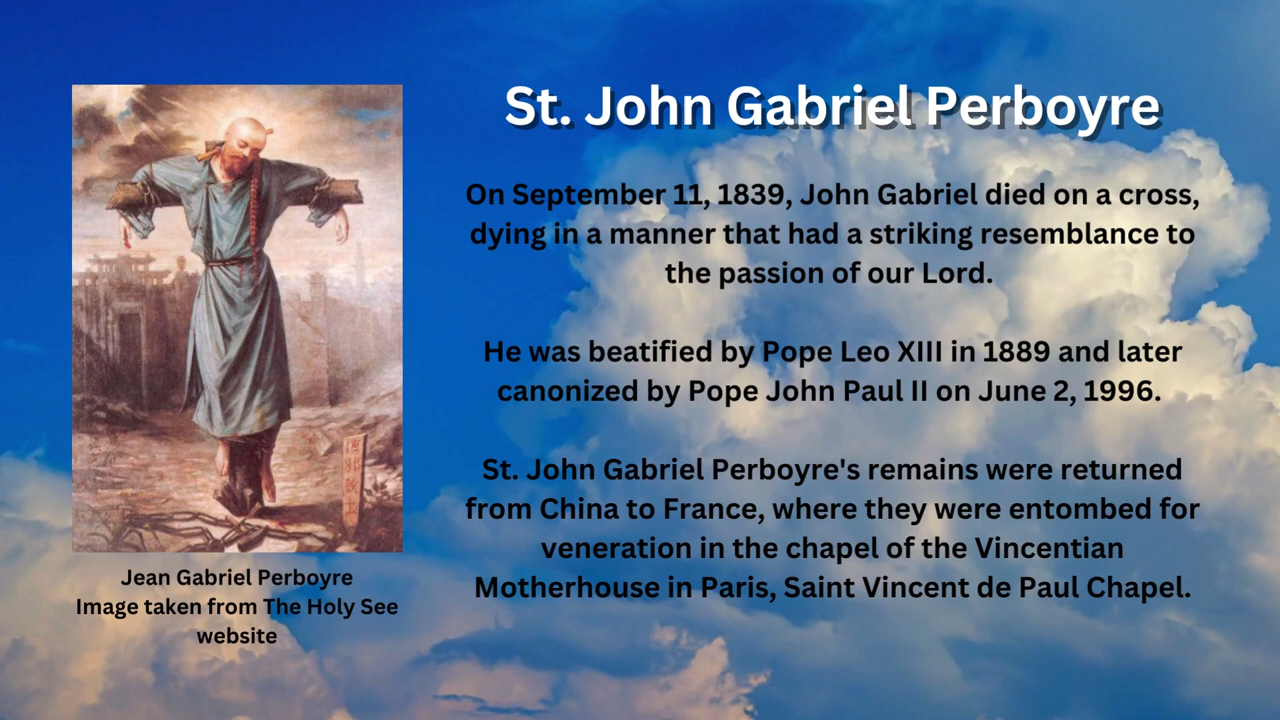 St. John Gabriel Perboyre
On September 11, 1839, John Gabriel died on a cross,
dying in a manner that had a striking resemblance to
the passion of our Lord.
He was beatified by Pope Leo XIII in 1889 and later
canonized by Pope John Paul II on June 2, 1996.
St. John Gabriel Perboyre's remains were returned
from China to France, where they were entombed for
veneration in the chapel of the Vincentian
Motherhouse in Paris, Saint Vincent de Paul Chapel.
Jean Gabriel Perboyre
Image taken from The Holy See
website